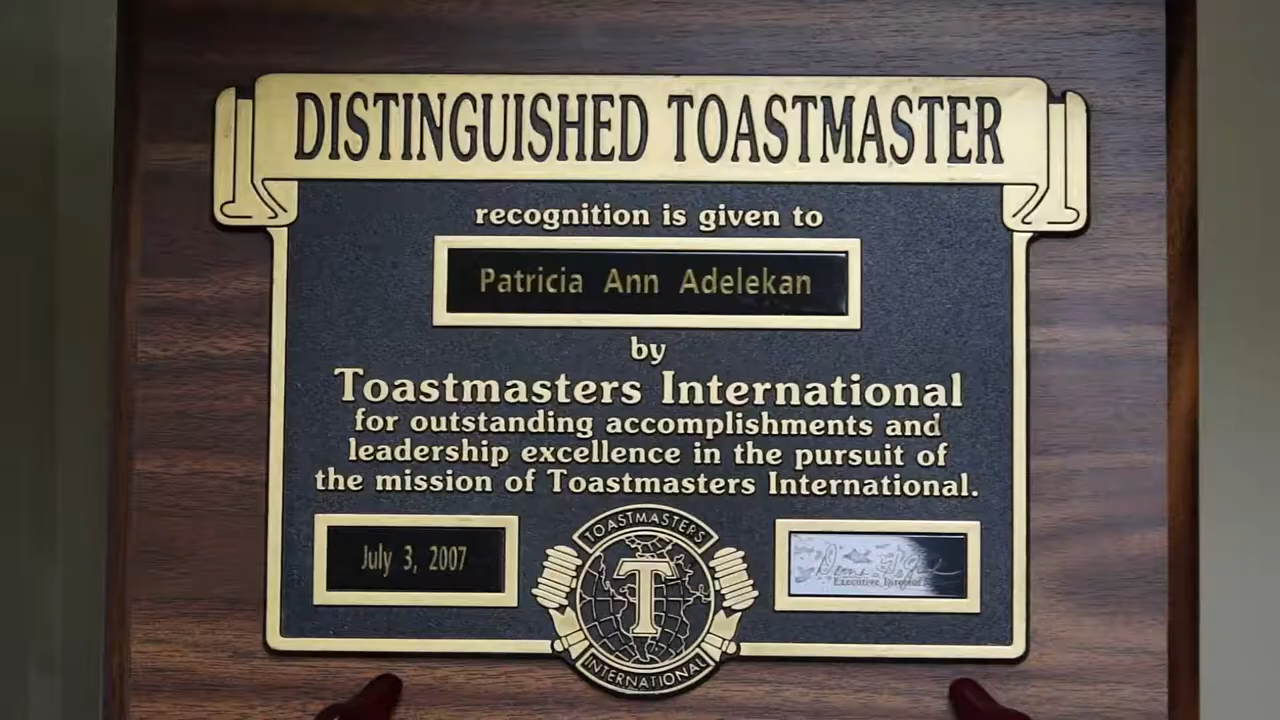 DISTINGUISHED TOASTMASTER
recognition is given to
Patricia Ann Adelekan
by
Toastmasters International
for outstanding accomplishments and
leadership excellence in the pursuit of
the mission of Toastmasters International.
July 3, 2007
TOASTMASTERS
T
INTERNATIONAL
Executive Director